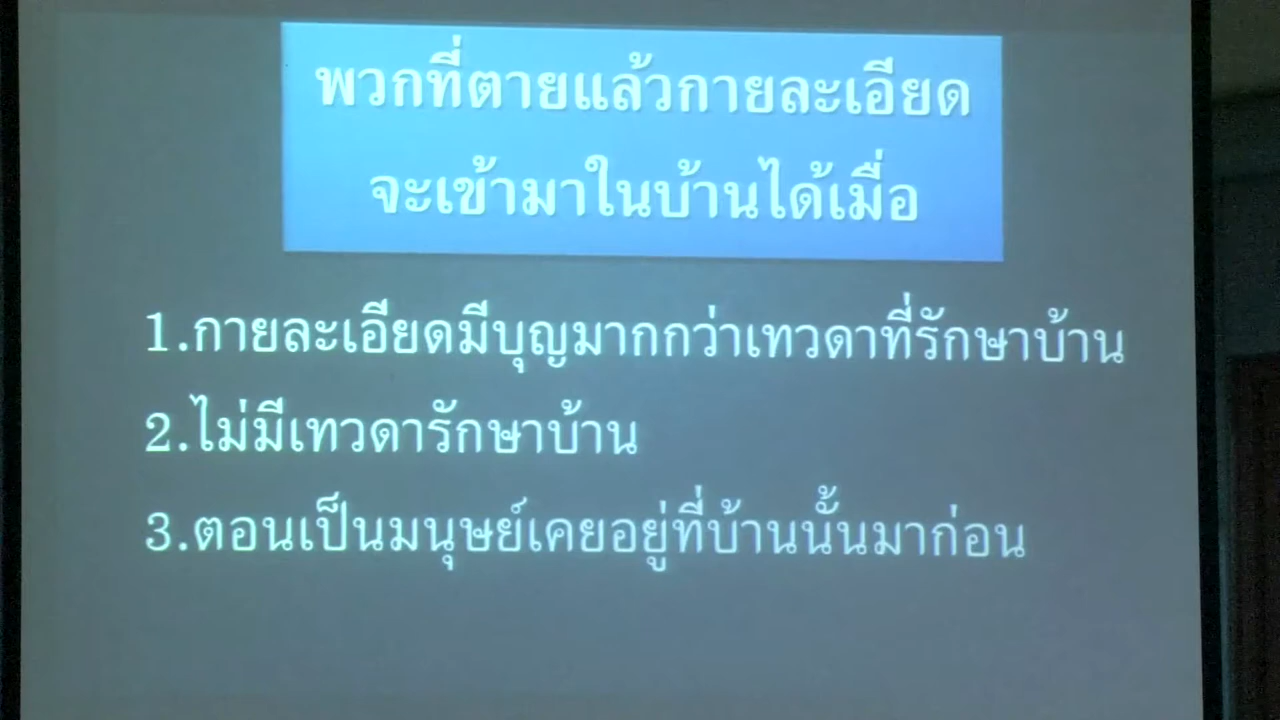 พวกที่ตายแล้วกายละเอียด
จะเข้ามาในบ้านได้เมื่อ
1.กายละเอียดมีบุญมากกว่าเทวดาที่รักษาบ้าน
2.ไม่มีเทวดารักษาบ้าน
3.ตอนเป็นมนุษย์เคยอยู่ที่บ้านนั้นมาก่อน